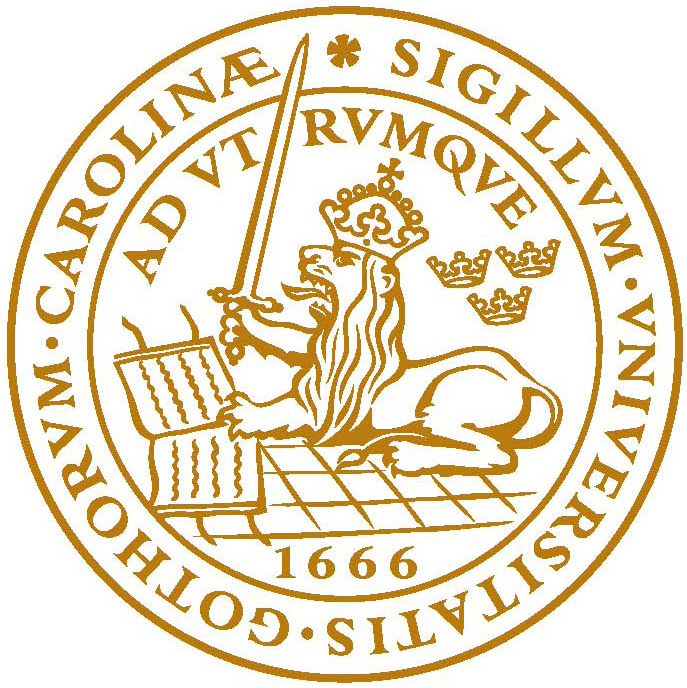 SIGILLVM · VNIVERSITATIS · GOTHORVM · CAROLINÆ
AD VTRVMQVE
1666